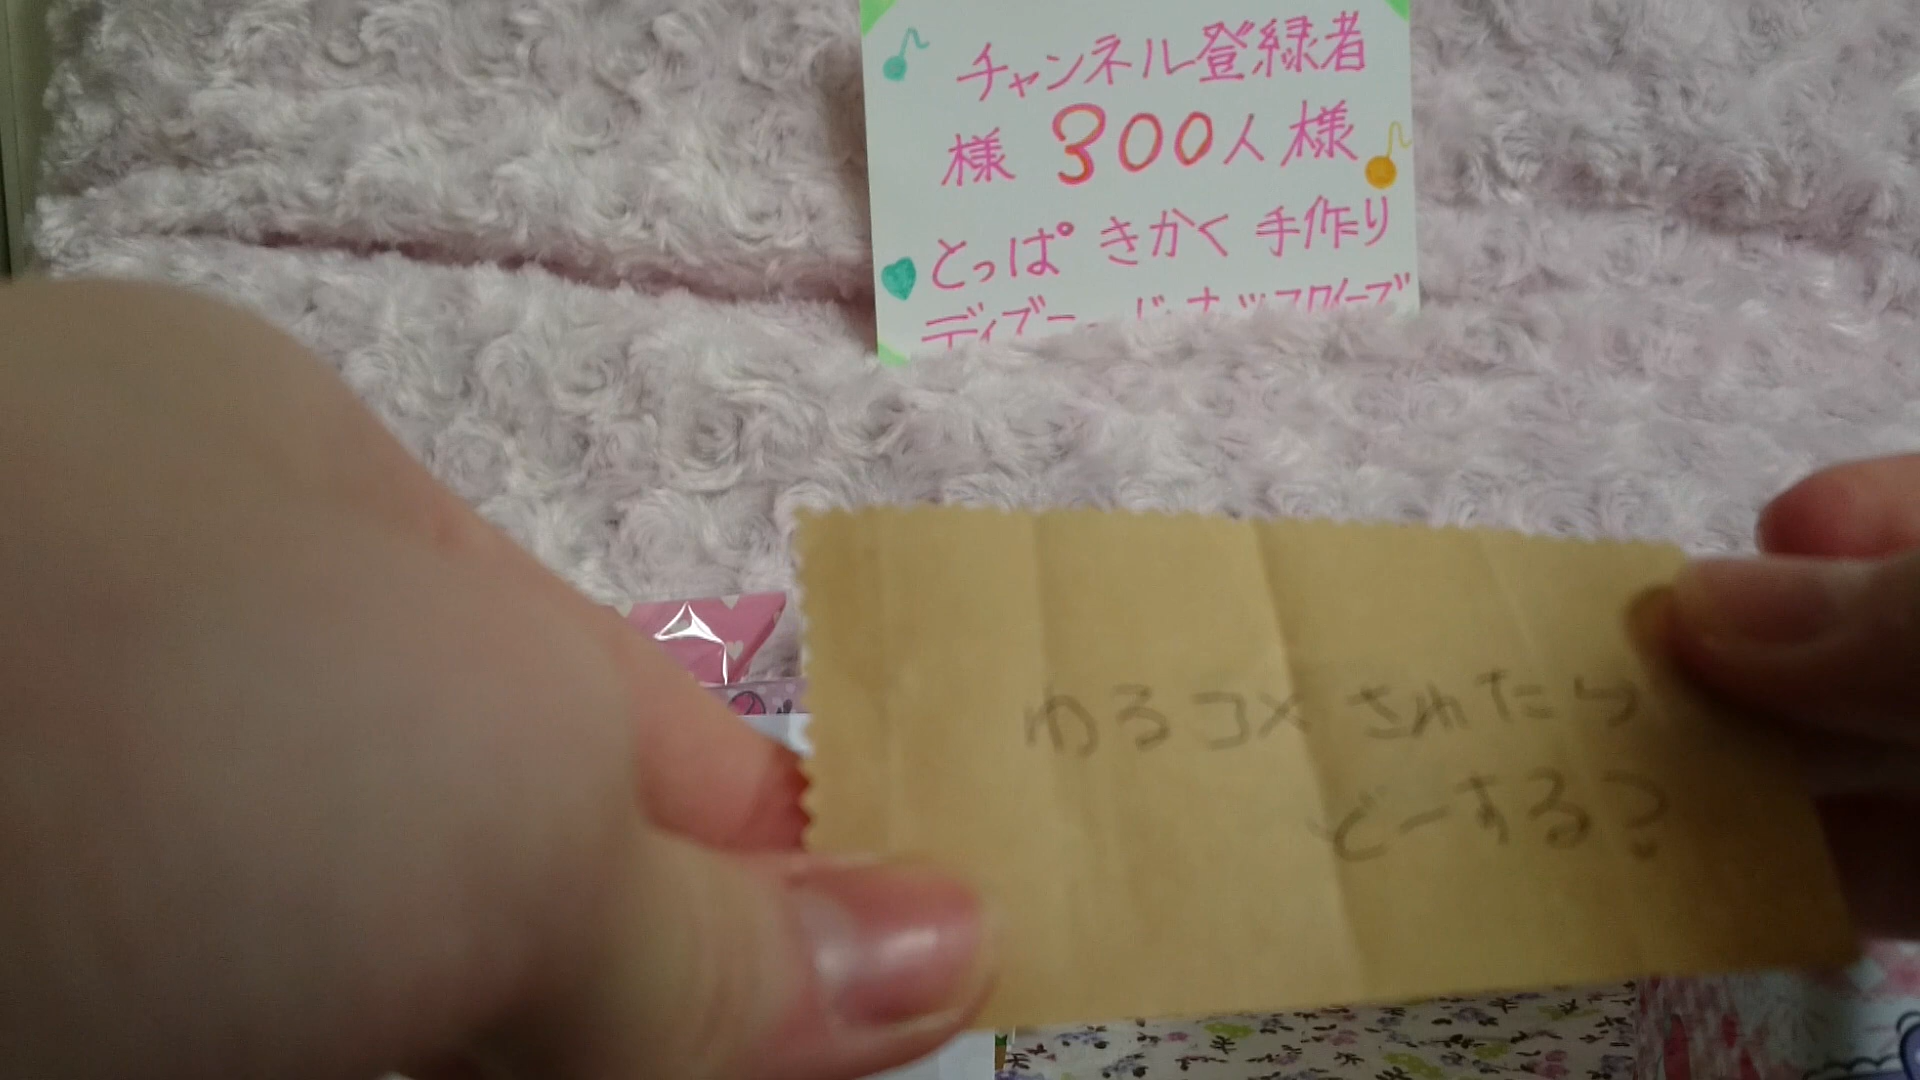 チャンネル登録者
様 300人様
とっぱ きかく 手作り
わるコメ されたら
どーする?